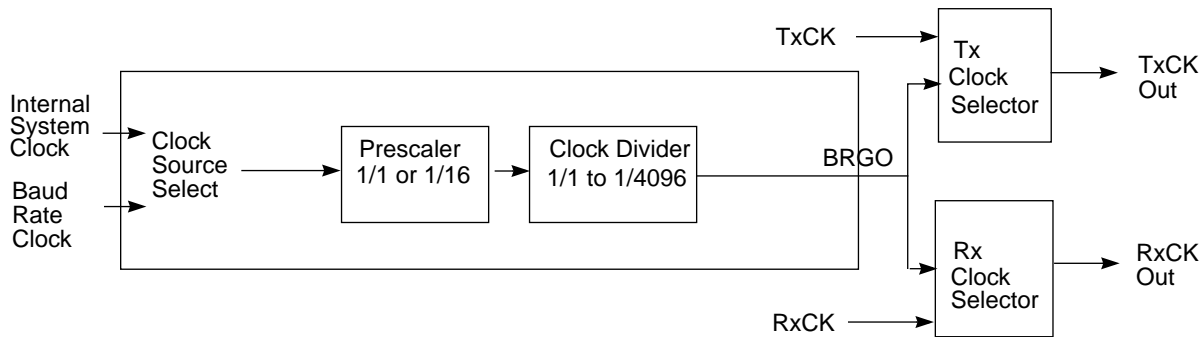 TxCK
Tx
Clock
Selector
TxCK
Out
Internal
System
Clock
Baud
Rate
Clock
Clock
Source
Select
Prescaler
1/1 or 1/16
Clock Divider
1/1 to 1/4096
BRGO
Rx
Clock
Selector
RxCK
Out
RxCK